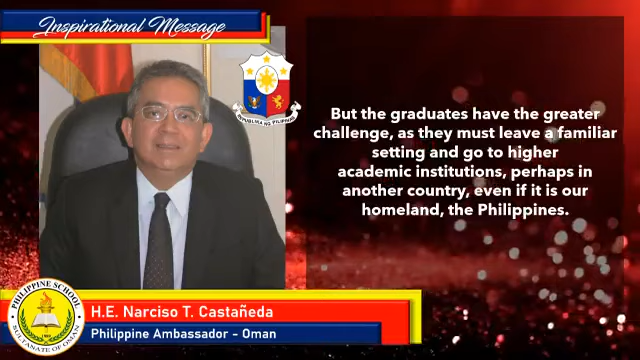 Inspirational Message
REPUBLIKA NG PILIPINAS
But the graduates have the greater
challenge, as they must leave a familiar
setting and go to higher
academic institutions, perhaps in
another country, even if it is our
homeland, the Philippines.
PHILIPPINE SCHOOL
SULTANATE OF OMAN
H.E. Narciso T. Castañeda
Philippine Ambassador - Oman